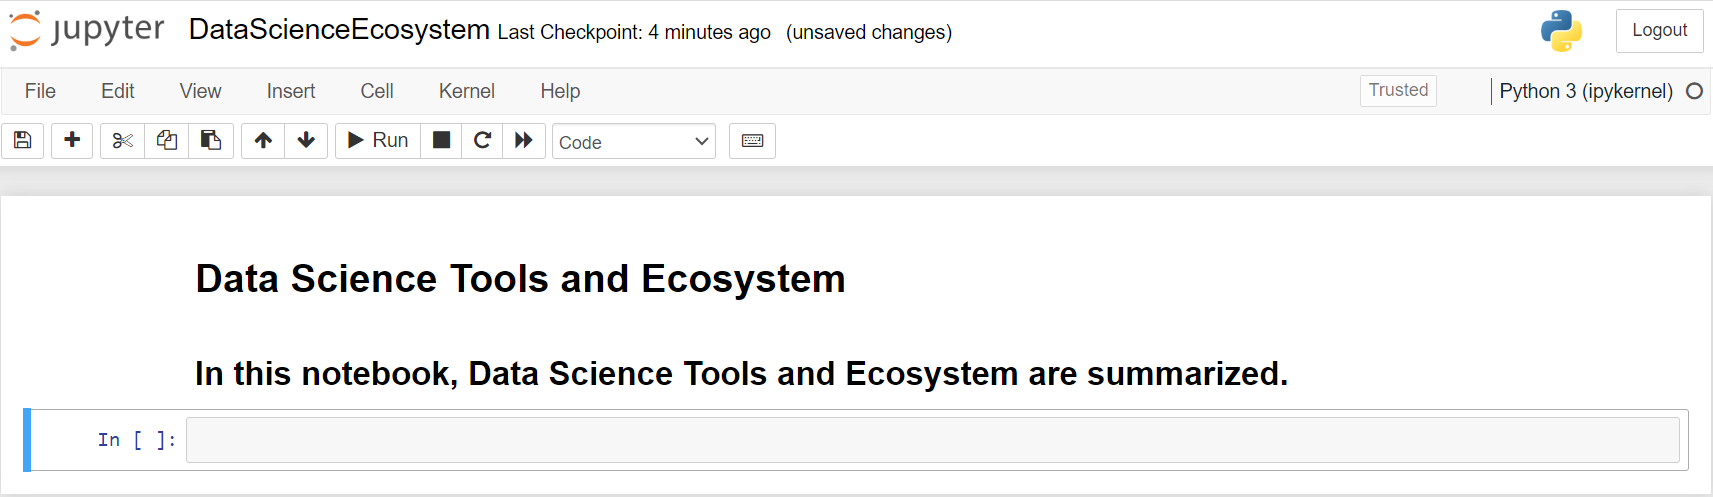 jupyter DataScienceEcosystem Last Checkpoint: 4 minutes ago (unsaved changes) Logout
File Edit View Insert Cell Kernel Help Trusted Python 3 (ipykernel)
Run Code
Data Science Tools and Ecosystem
In this notebook, Data Science Tools and Ecosystem are summarized.
In [ ]: